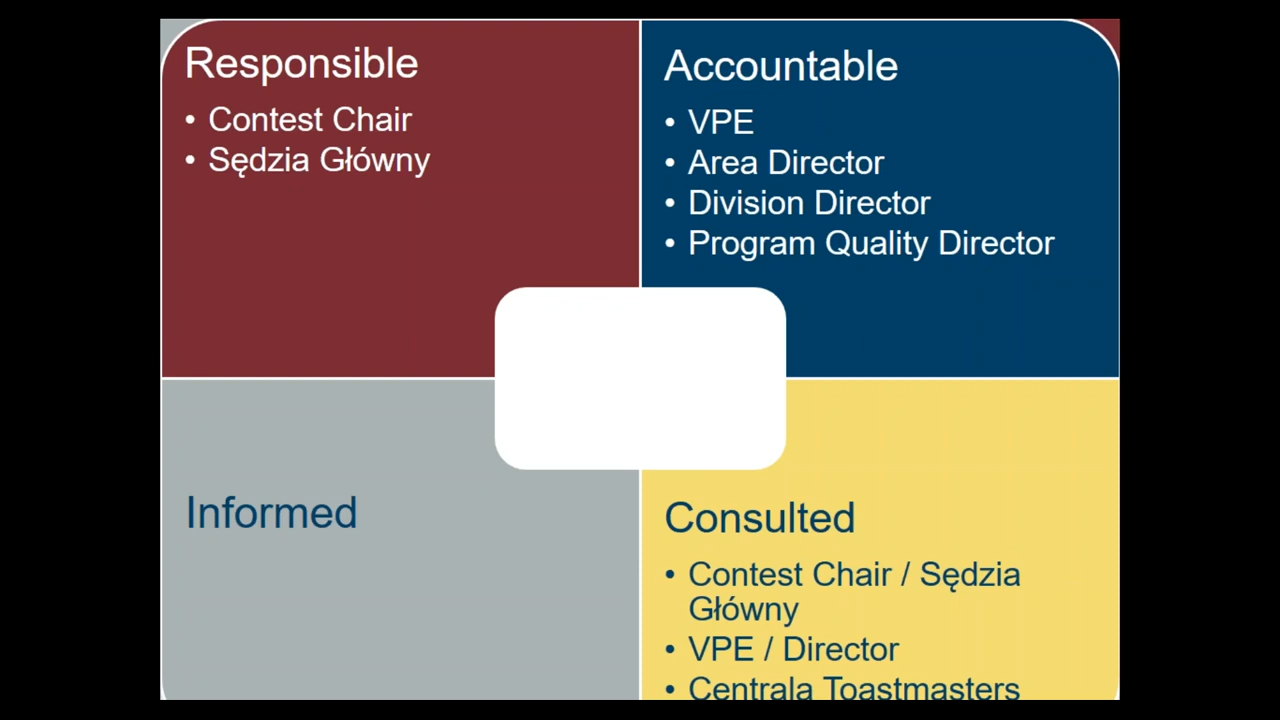 Responsible
• Contest Chair
• Sędzia Główny
Accountable
• VPE
• Area Director
• Division Director
• Program Quality Director
Informed
Consulted
• Contest Chair / Sędzia
Główny
• VPE / Director
• Centrala Toastmasters